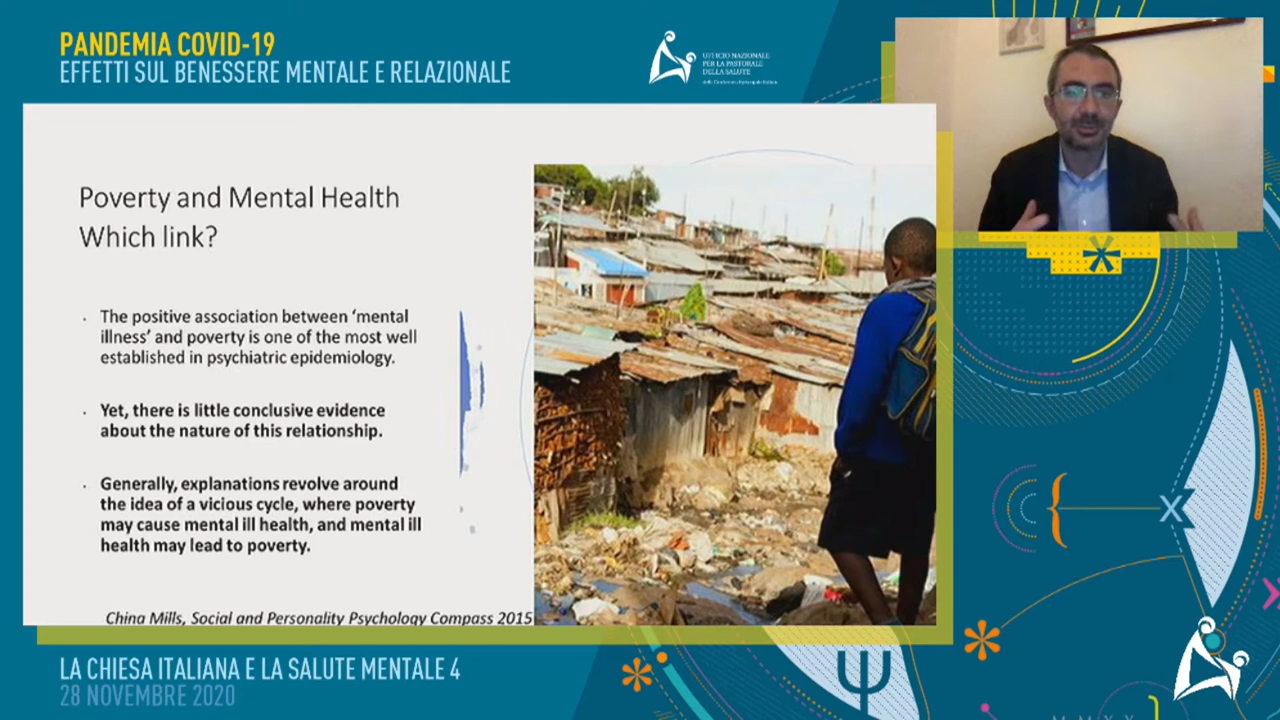 PANDEMIA COVID-19
EFFETTI SUL BENESSERE MENTALE E RELAZIONALE
UFFICIO NAZIONALE
PER LA PASTORALE
DELLA SALUTE
della Conferenza Episcopale Italiana
Poverty and Mental Health
Which link?
The positive association between ‘mental
illness’ and poverty is one of the most well
established in psychiatric epidemiology.
Yet, there is little conclusive evidence
about the nature of this relationship.
Generally, explanations revolve around
the idea of a vicious cycle, where poverty
may cause mental ill health, and mental ill
health may lead to poverty.
China Mills, Social and Personality Psychology Compass 2015
LA CHIESA ITALIANA E LA SALUTE MENTALE 4
28 NOVEMBRE 2020